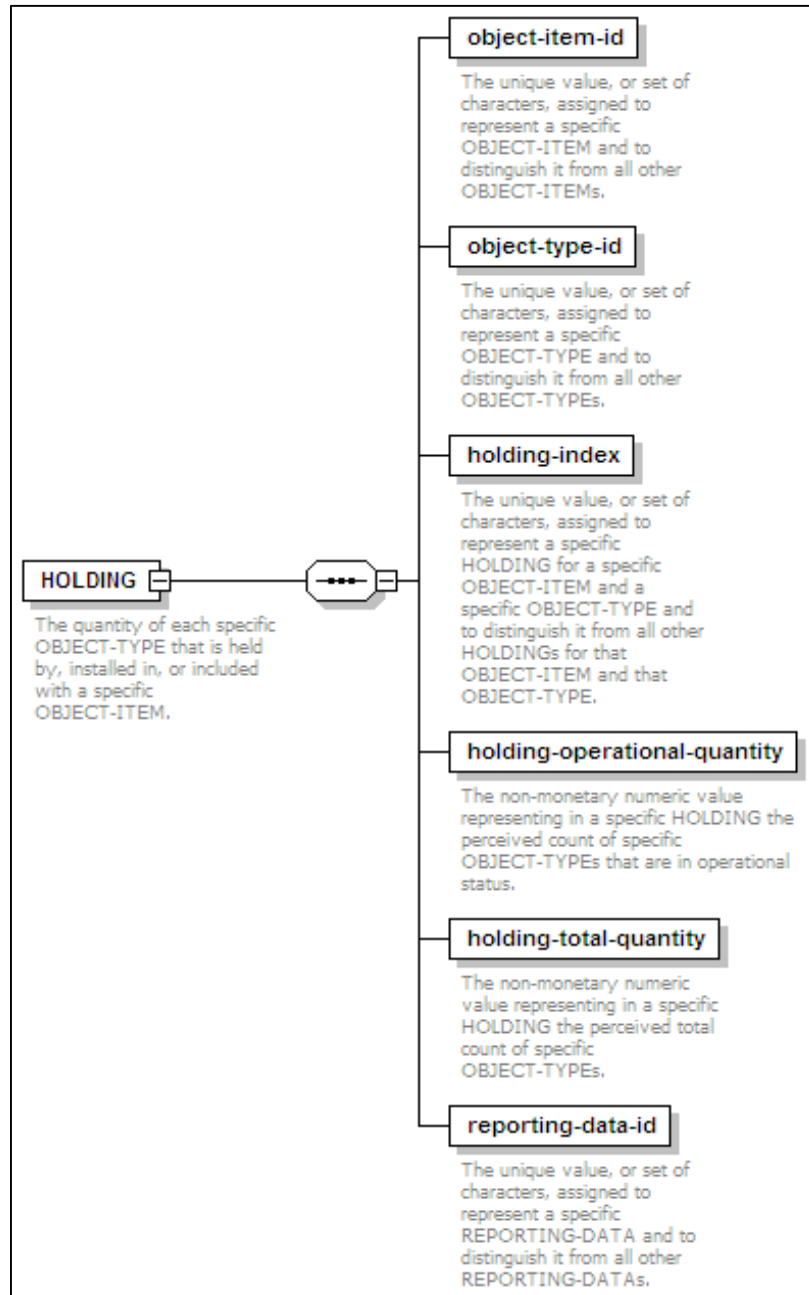 object-item-id
The unique value, or set of
characters, assigned to
represent a specific
OBJECT-ITEM and to
distinguish it from all other
OBJECT-ITEMs.
object-type-id
The unique value, or set of
characters, assigned to
represent a specific
OBJECT-TYPE and to
distinguish it from all other
OBJECT-TYPEs.
holding-index
The unique value, or set of
characters, assigned to
represent a specific
HOLDING for a specific
OBJECT-ITEM and a
specific OBJECT-TYPE and
to distinguish it from all other
HOLDINGs for that
OBJECT-ITEM and that
OBJECT-TYPE.
HOLDING
The quantity of each specific
OBJECT-TYPE that is held
by, installed in, or included
with a specific
OBJECT-ITEM.
holding-operational-quantity
The non-monetary numeric value
representing in a specific HOLDING the
perceived count of specific
OBJECT-TYPEs that are in operational
status.
holding-total-quantity
The non-monetary numeric
value representing in a specific
HOLDING the perceived total
count of specific
OBJECT-TYPEs.
reporting-data-id
The unique value, or set of
characters, assigned to
represent a specific
REPORTING-DATA and to
distinguish it from all other
REPORTING-DATAs.